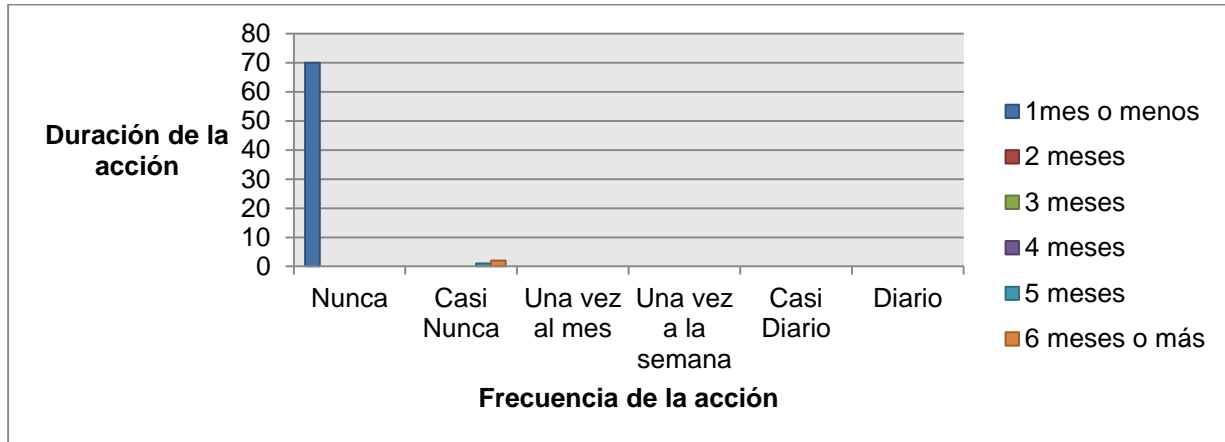 80
70
60
50
40
30
20
10
0
Duración de la
acción
Nunca
Casi
Nunca
Una vez
al mes
Una vez
a la
semana
Casi
Diario
Diario
Frecuencia de la acción
1mes o menos
2 meses
3 meses
4 meses
5 meses
6 meses o más